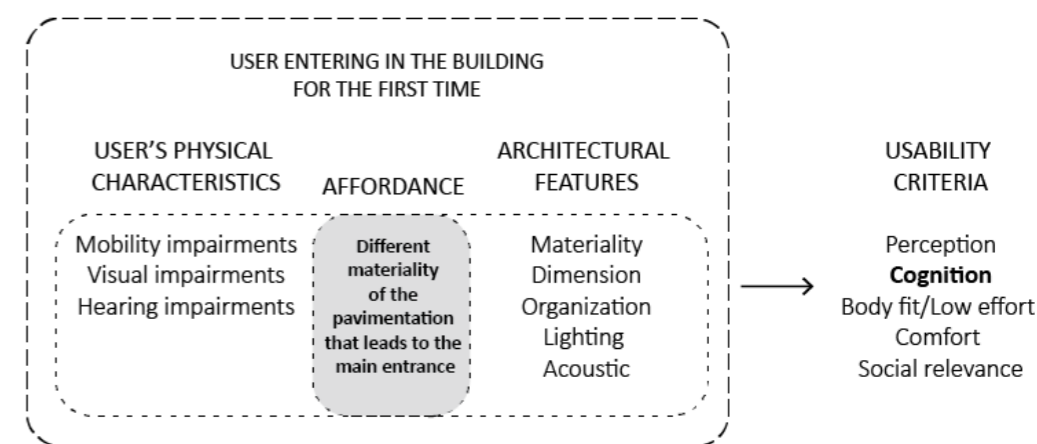 USER ENTERING IN THE BUILDING
FOR THE FIRST TIME
USER'S PHYSICAL
CHARACTERISTICS
Mobility impairments
Visual impairments
Hearing impairments
AFFORDANCE
Different
materiality
of the
pavimentation
that leads to the
main entrance
ARCHITECTURAL
FEATURES
Materiality
Dimension
Organization
Lighting
Acoustic
USABILITY
CRITERIA
Perception
Cognition
Body fit/Low effort
Comfort
Social relevance